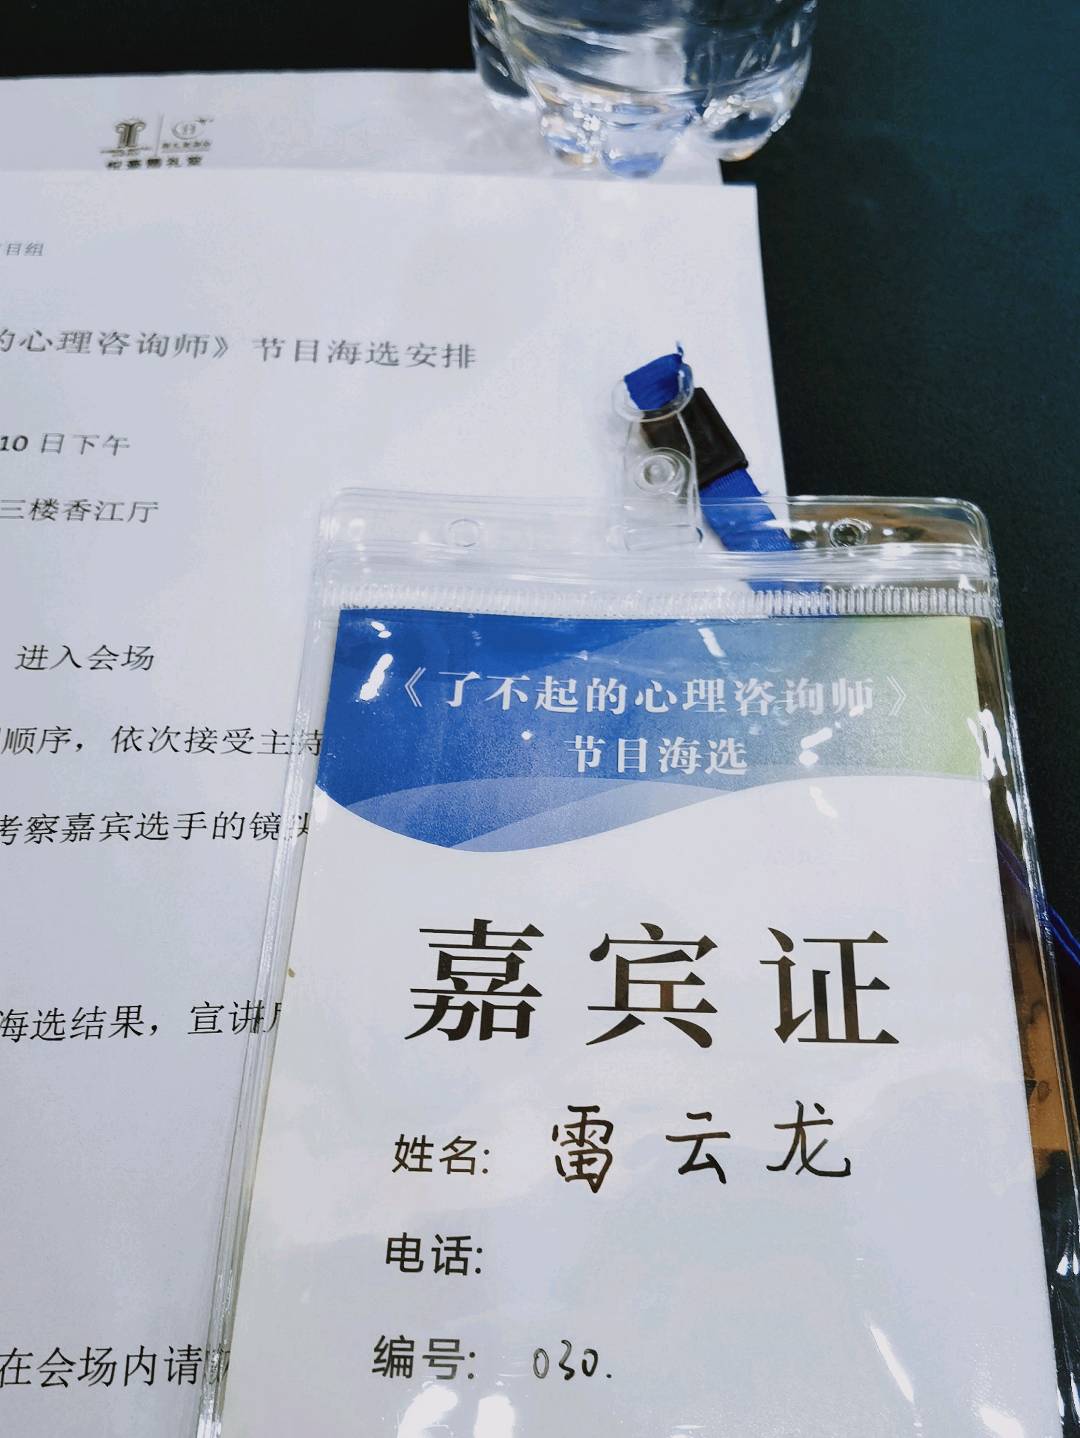 目组
的心理咨询师》节目海选安排
10 日下午
三楼香江厅
进入会场
顺序，依次接受主持
考察嘉宾选手的镜头
海选结果，宣讲
在会场内请
《了不起的心理咨询师》
节目海选
嘉宾证
姓名: 雷云龙
电话:
编号: 030.